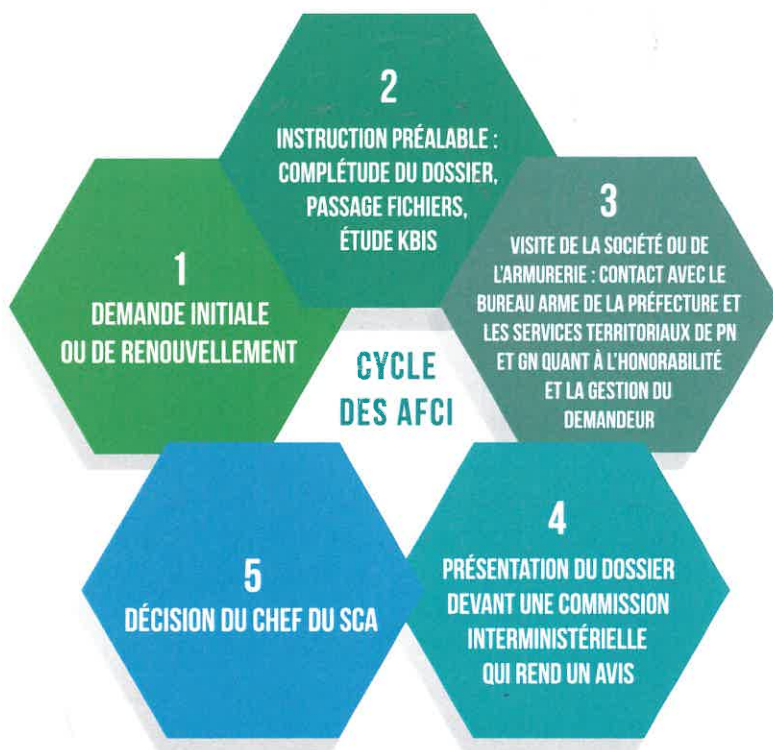 1
DEMANDE INITIALE
OU DE RENOUVELLEMENT
2
INSTRUCTION PRÉALABLE :
COMPLÉTUDE DU DOSSIER,
PASSAGE FICHIERS,
ÉTUDE KBIS
3
VISITE DE LA SOCIÉTÉ OU DE
L'ARMURERIE : CONTACT AVEC LE
BUREAU ARME DE LA PRÉFECTURE ET
LES SERVICES TERRITORIAUX DE PN
ET GN QUANT À L'HONORABILITÉ
ET LA GESTION DU
DEMANDEUR
CYCLE
DES AFCI
4
PRÉSENTATION DU DOSSIER
DEVANT UNE COMMISSION
INTERMINISTÉRIELLE
QUI REND UN AVIS
5
DÉCISION DU CHEF DU SCA